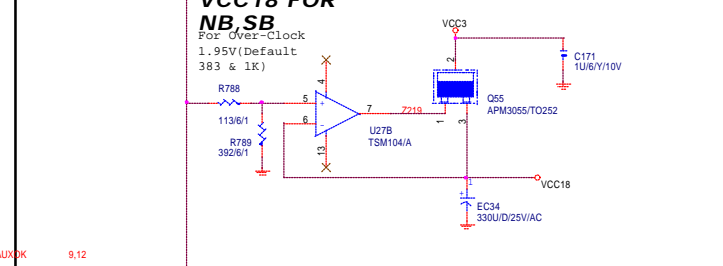 VCC18 FOR
NB,SB
For Over-Clock
1.95V(Default
383 & 1K)
VCC3
2
C171
1U/6/Y/10V
R788
113/6/1
R789
392/6/1
4
5
+
6
-
7
13
U27B
TSM104/A
Z219
1
3
Q55
APM3055/TO252
VCC18
1
+
EC34
330U/D/25V/AC
9,12